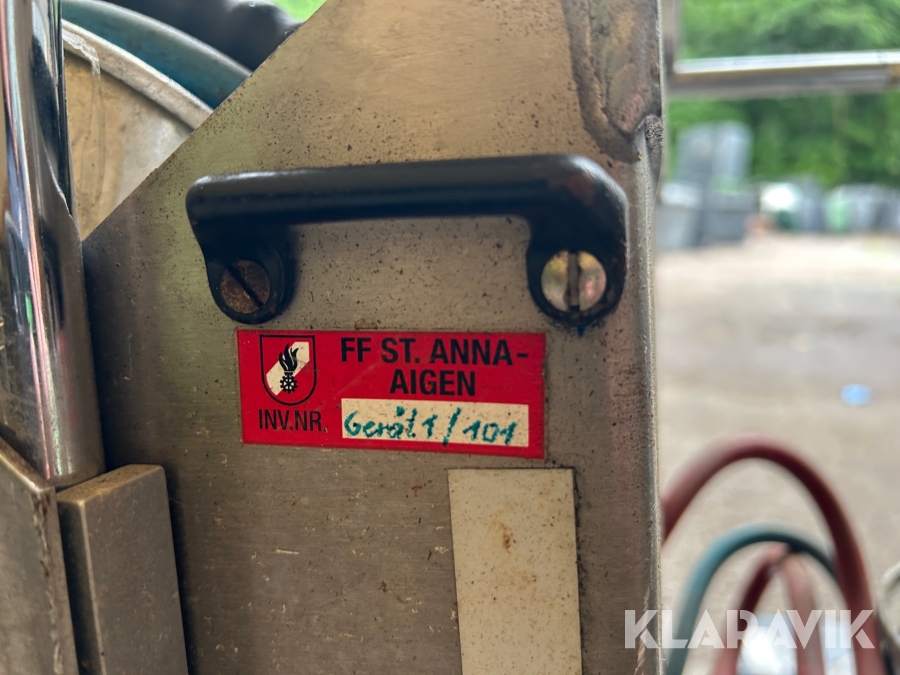 FF ST. ANNA-
AIGEN
INV.NR. Gerät 1/101
KLARAVIK